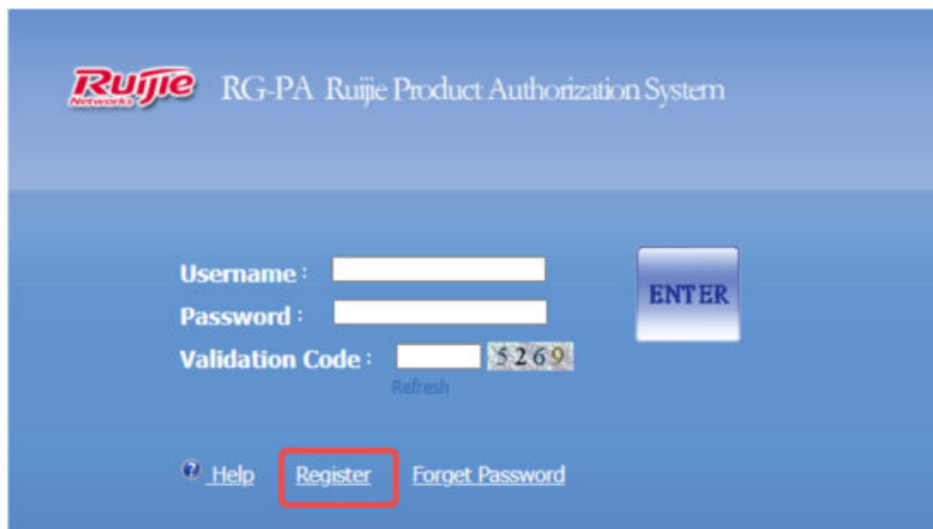 Ruijie
Networks
RG-PA Ruijie Product Authorization System
Username :
Password :
ENTER
Validation Code :
5269
Refresh
? Help Register Forget Password